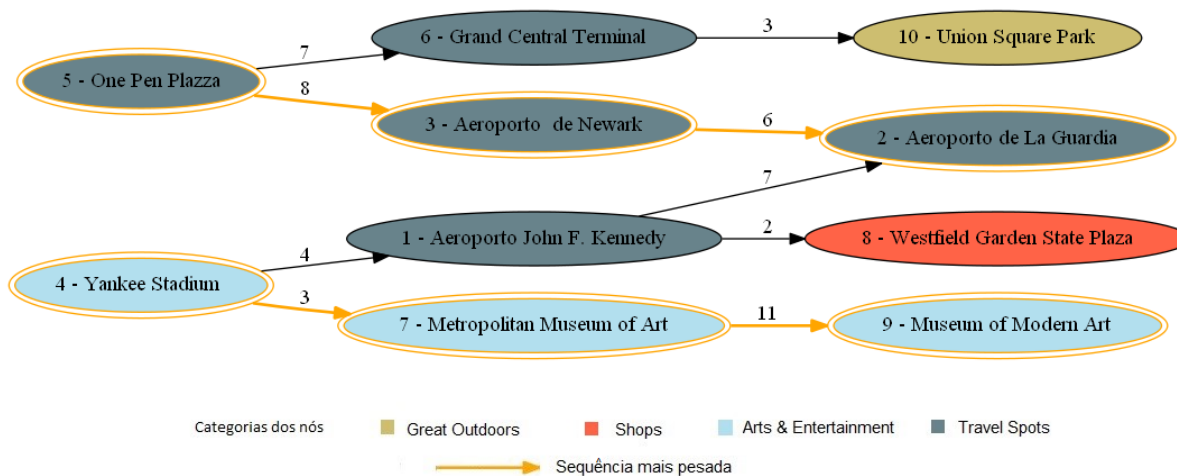 3
7
6 - Grand Central Terminal
10 - Union Square Park
5 - One Pen Plazza
8
3 - Aeroporto  de Newark
6
2 - Aeroporto de La Guardia
7
4
1 - Aeroporto John F. Kennedy
2
8 - Westfield Garden State Plaza
4 - Yankee Stadium
3
7 - Metropolitan Museum of Art
11
9 - Museum of Modern Art
Categorias dos nós
Great Outdoors
Shops
Arts & Entertainment
Travel Spots
Sequência mais pesada